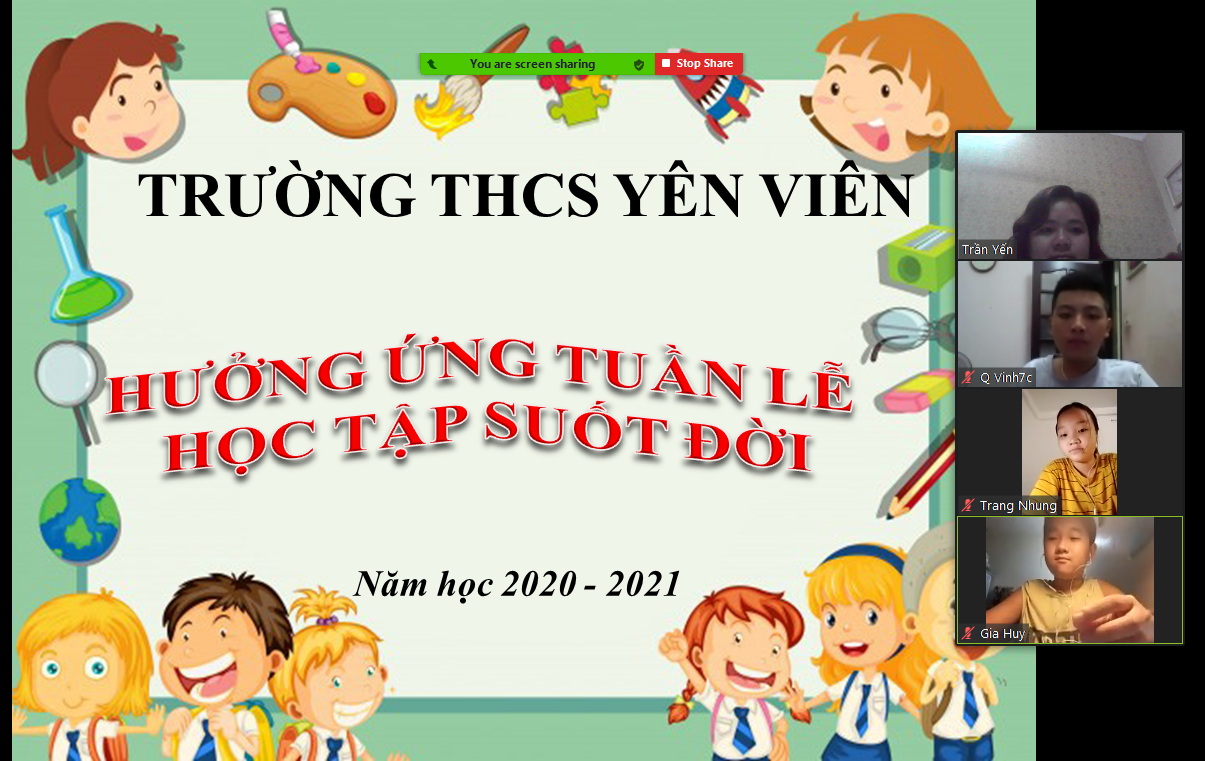 You are screen sharing
Stop Share
TRƯỜNG THCS YÊN VIÊN
HƯỞNG ỨNG TUẦN LỄ
HỌC TẬP SUỐT ĐỜI
Năm học 2020 - 2021
Trần Yến
Q Vinh7c
Trang Nhung
Gia Huy